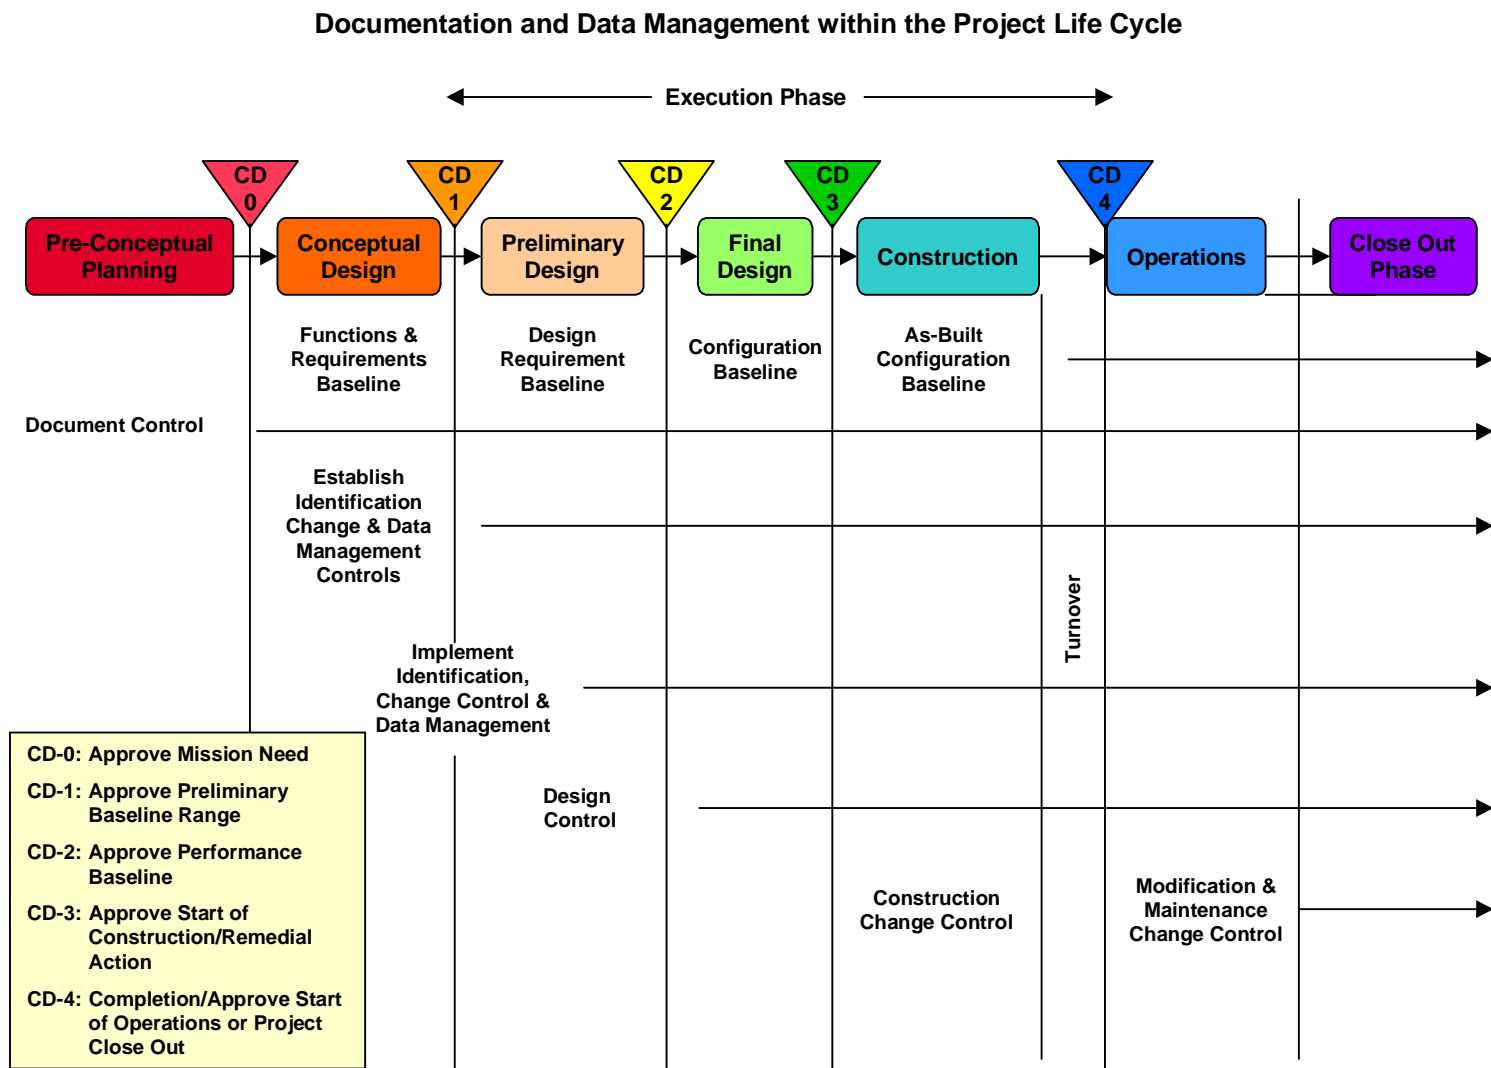 Documentation and Data Management within the Project Life Cycle
Execution Phase
CD
0
CD
1
CD
2
CD
3
CD
4
Pre-Conceptual
Planning
Conceptual
Design
Preliminary
Design
Final
Design
Construction
Operations
Close Out
Phase
Functions &
Requirements
Baseline
Design
Requirement
Baseline
Configuration
Baseline
As-Built
Configuration
Baseline
Document Control
Establish
Identification
Change & Data
Management
Controls
Turnover
Implement
Identification,
Change Control &
Data Management
Design
Control
Construction
Change Control
Modification &
Maintenance
Change Control
CD-0: Approve Mission Need
CD-1: Approve Preliminary
Baseline Range
CD-2: Approve Performance
Baseline
CD-3: Approve Start of
Construction/Remedial
Action
CD-4: Completion/Approve Start
of Operations or Project
Close Out